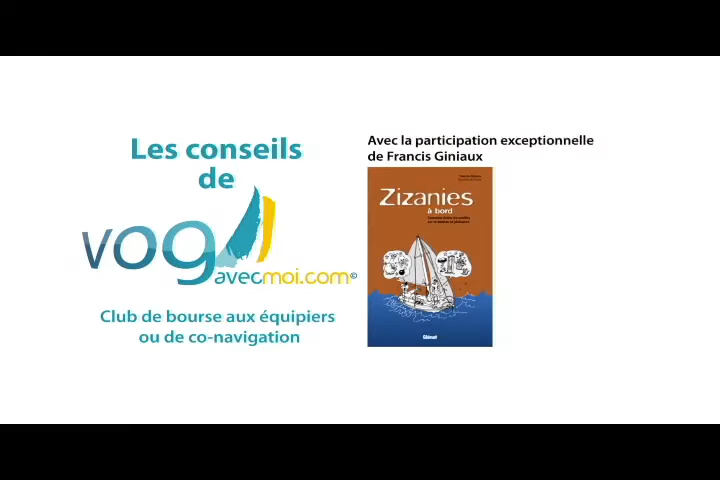 Les conseils
de
vogavecmoi.com©
Club de bourse aux équipiers
ou de co-navigation
Avec la participation exceptionnelle
de Francis Giniaux
Zizanies
à bord
Glénat